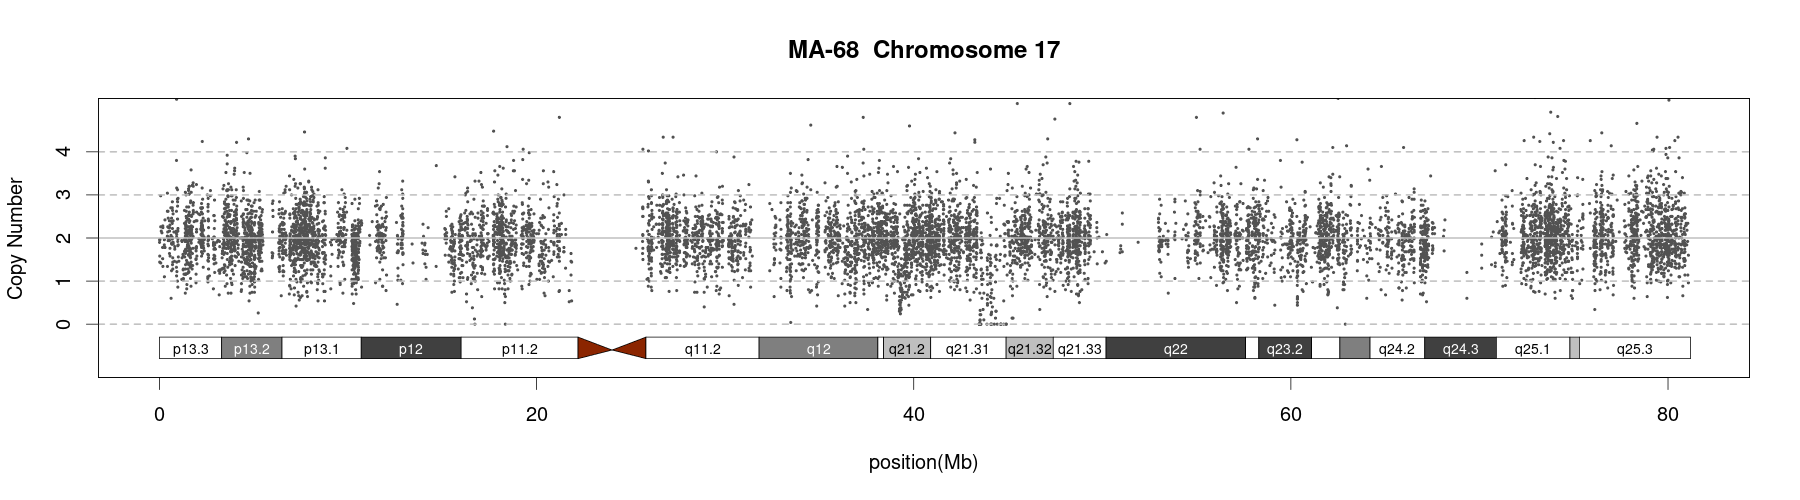 MA-68  Chromosome 17
Copy Number
4
3
2
1
0
p13.3 p13.2 p13.1 p12 p11.2 q11.2 q12 q21.2 q21.31 q21.32 q21.33 q22 q23.2 q24.2 q24.3 q25.1 q25.3
0 20 40 60 80
position(Mb)